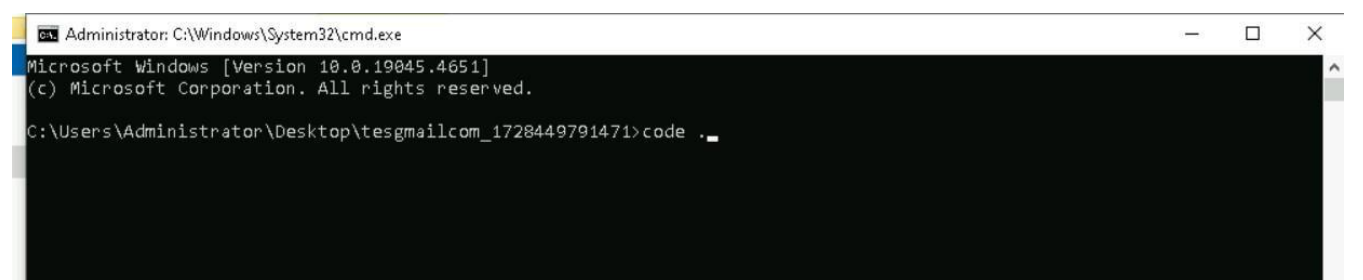 Administrator: C:\Windows\System32\cmd.exe
Microsoft Windows [Version 10.0.19045.4651]
(c) Microsoft Corporation. All rights reserved.
C:\Users\Administrator\Desktop\tesgmailcom_1728449791471>code .